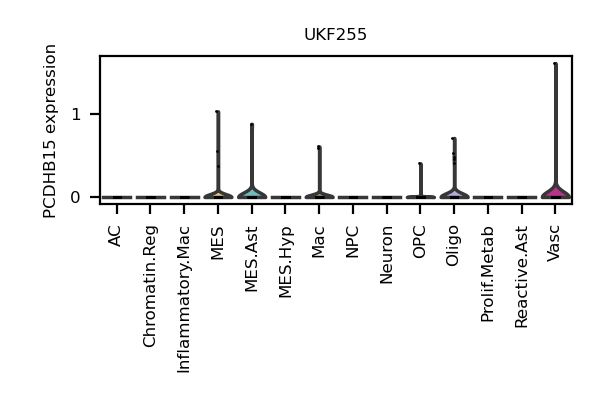 UKF255
PCDHB15 expression
1
0
AC
Chromatin.Reg
Inflammatory.Mac
MES
MES.Ast
MES.Hyp
Mac
NPC
Neuron
OPC
Oligo
Prolif.Metab
Reactive.Ast
Vasc